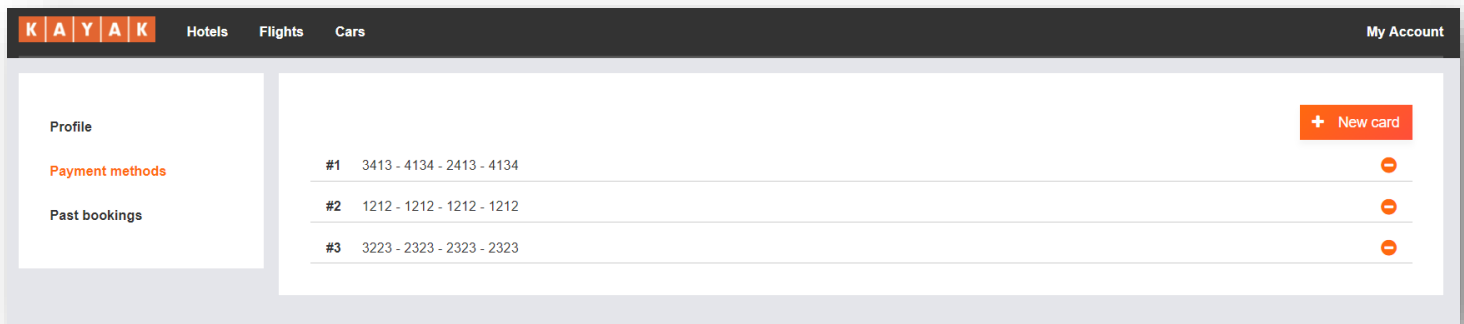 KAYAK Hotels Flights Cars My Account
Profile
Payment methods
Past bookings
+ New card
#1 3413 - 4134 - 2413 - 4134
#2 1212 - 1212 - 1212 - 1212
#3 3223 - 2323 - 2323 - 2323